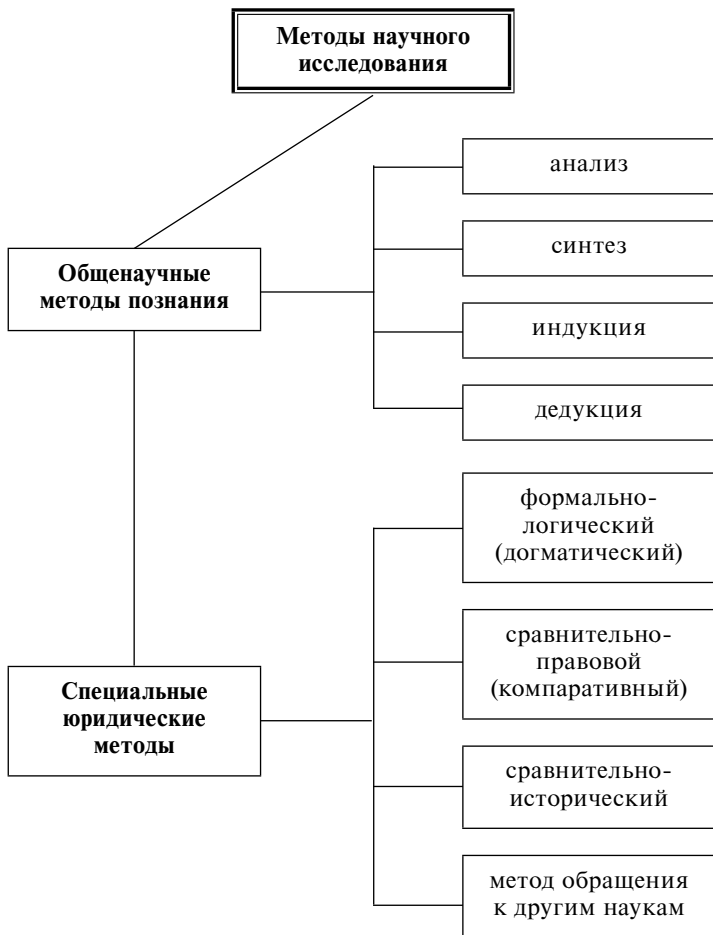 Методы научного
исследования
Общенаучные
методы познания
анализ
синтез
индукция
дедукция
Специальные
юридические
методы
формально-
логический
(догматический)
сравнительно-
правовой
(компаративный)
сравнительно-
исторический
метод обращения
к другим наукам